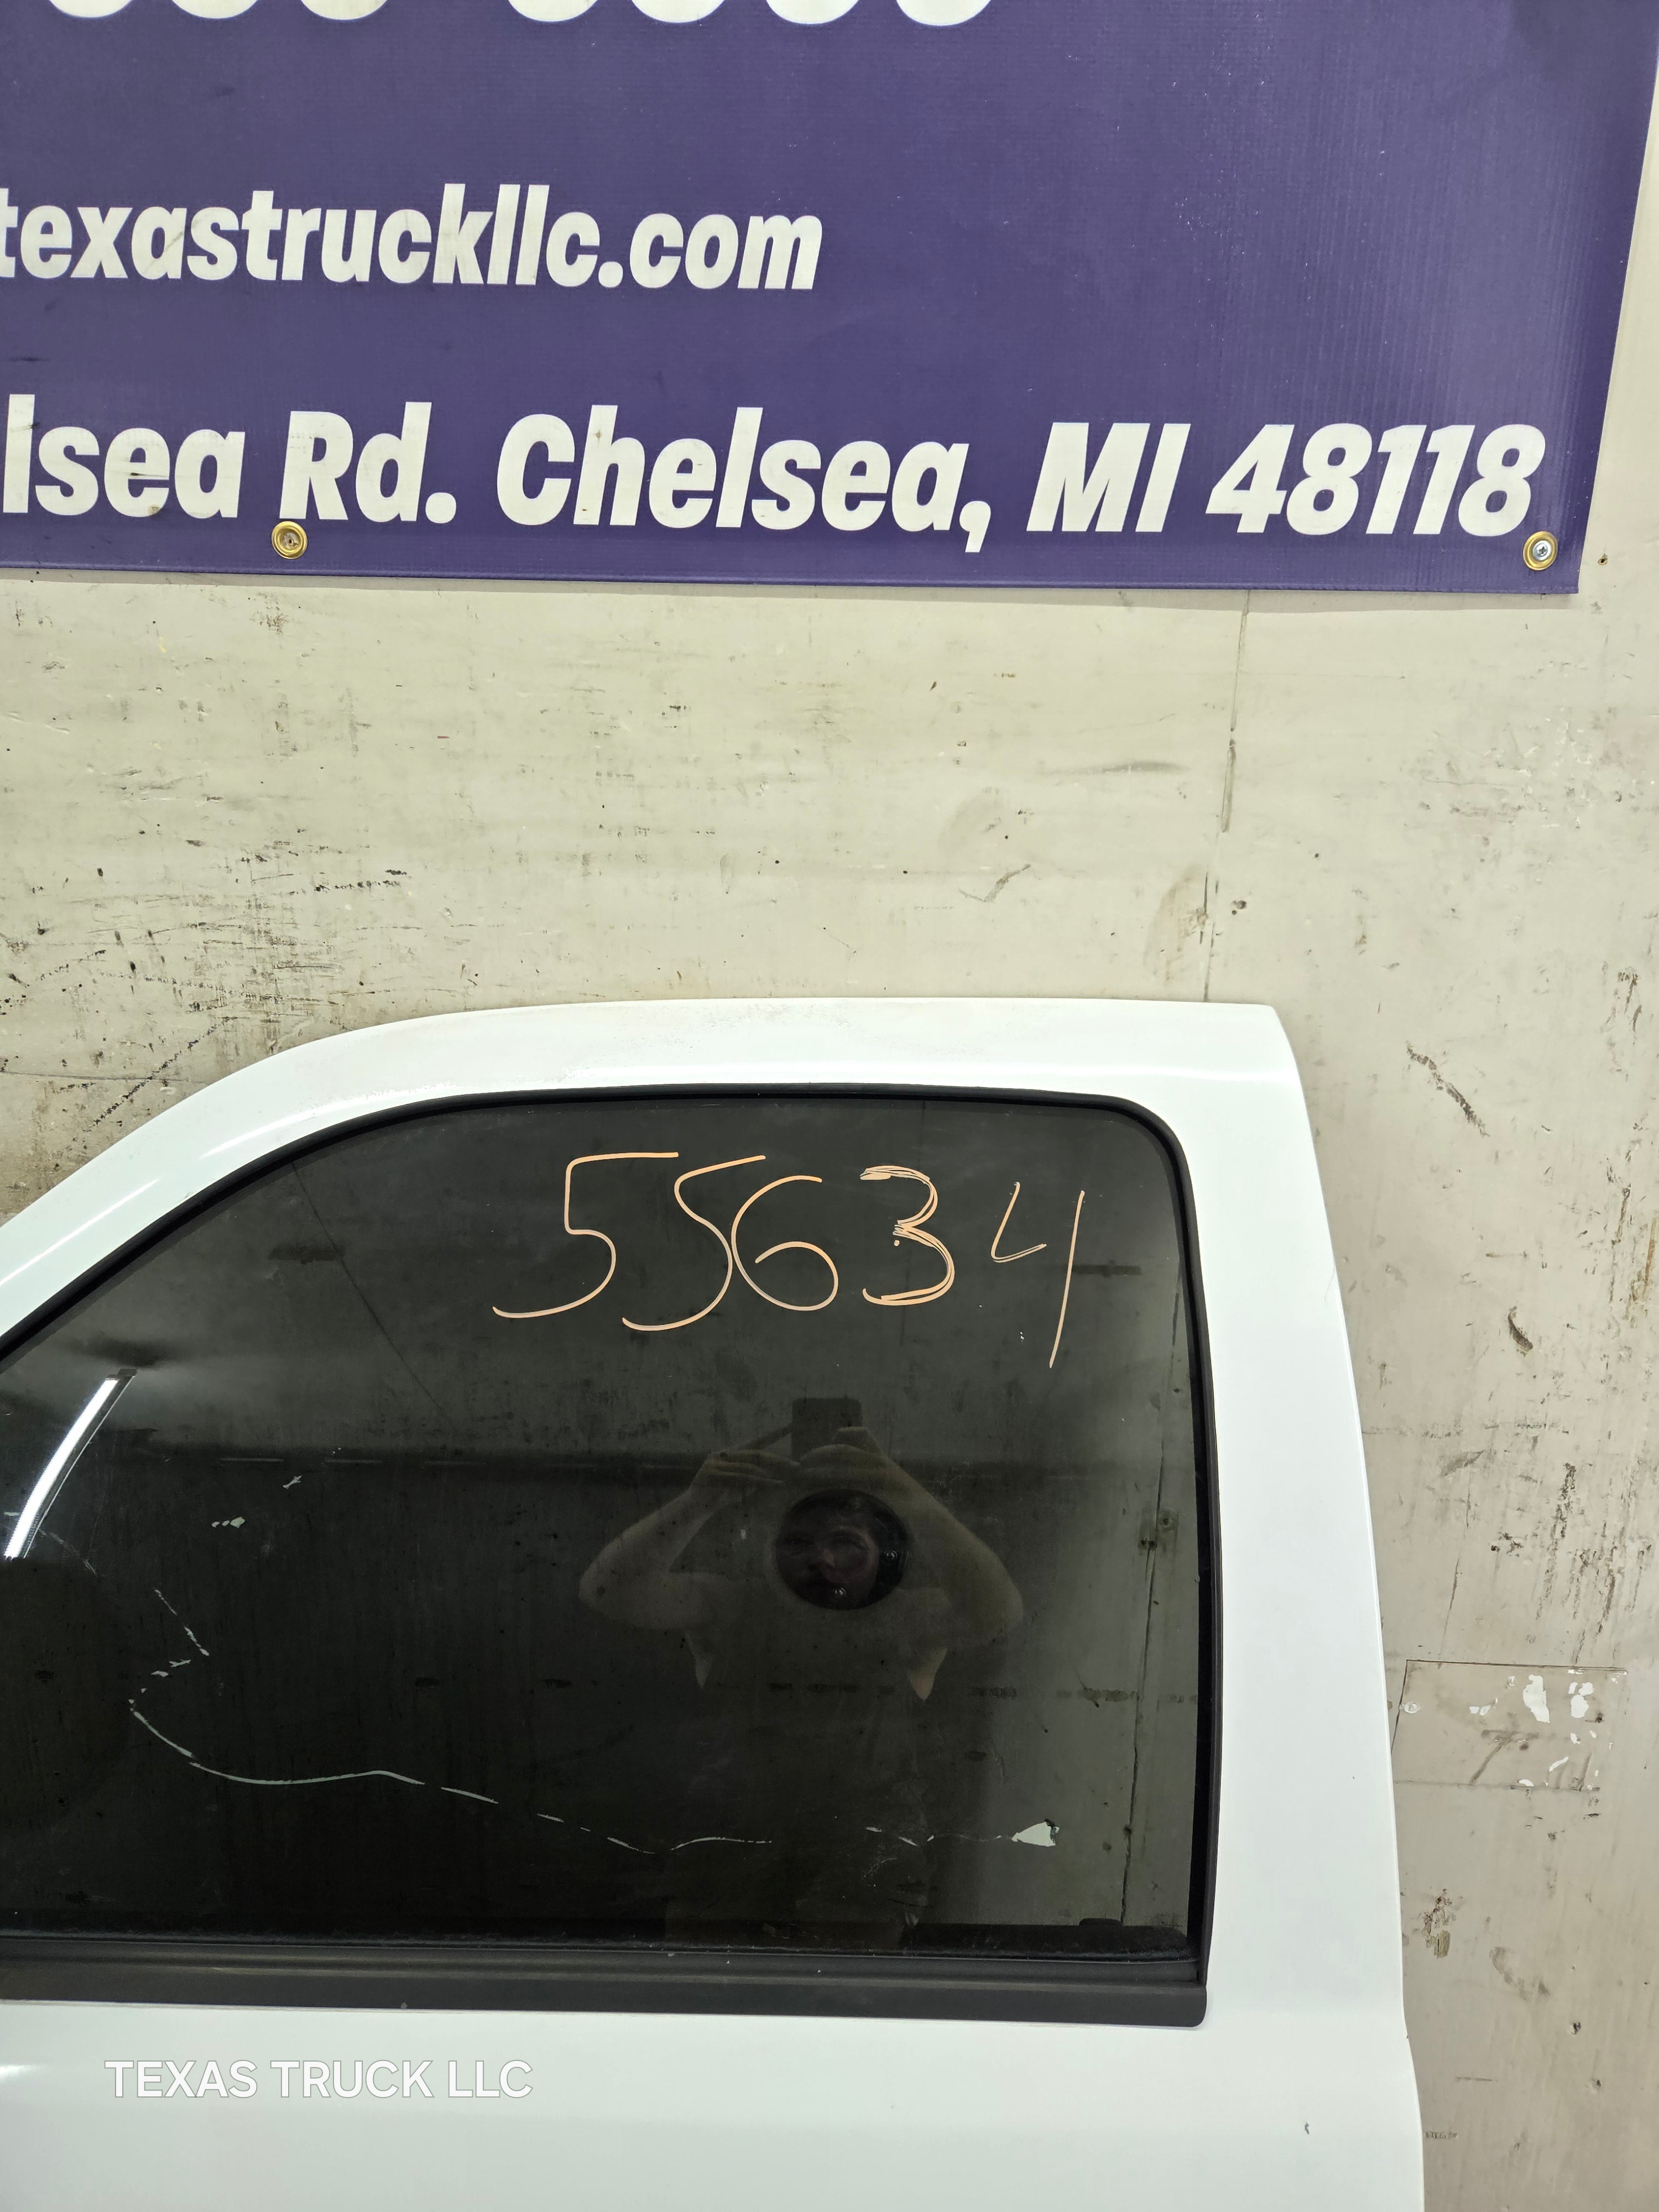 texastruckllc.com
lsea Rd. Chelsea, MI 48118
55634
TEXAS TRUCK LLC